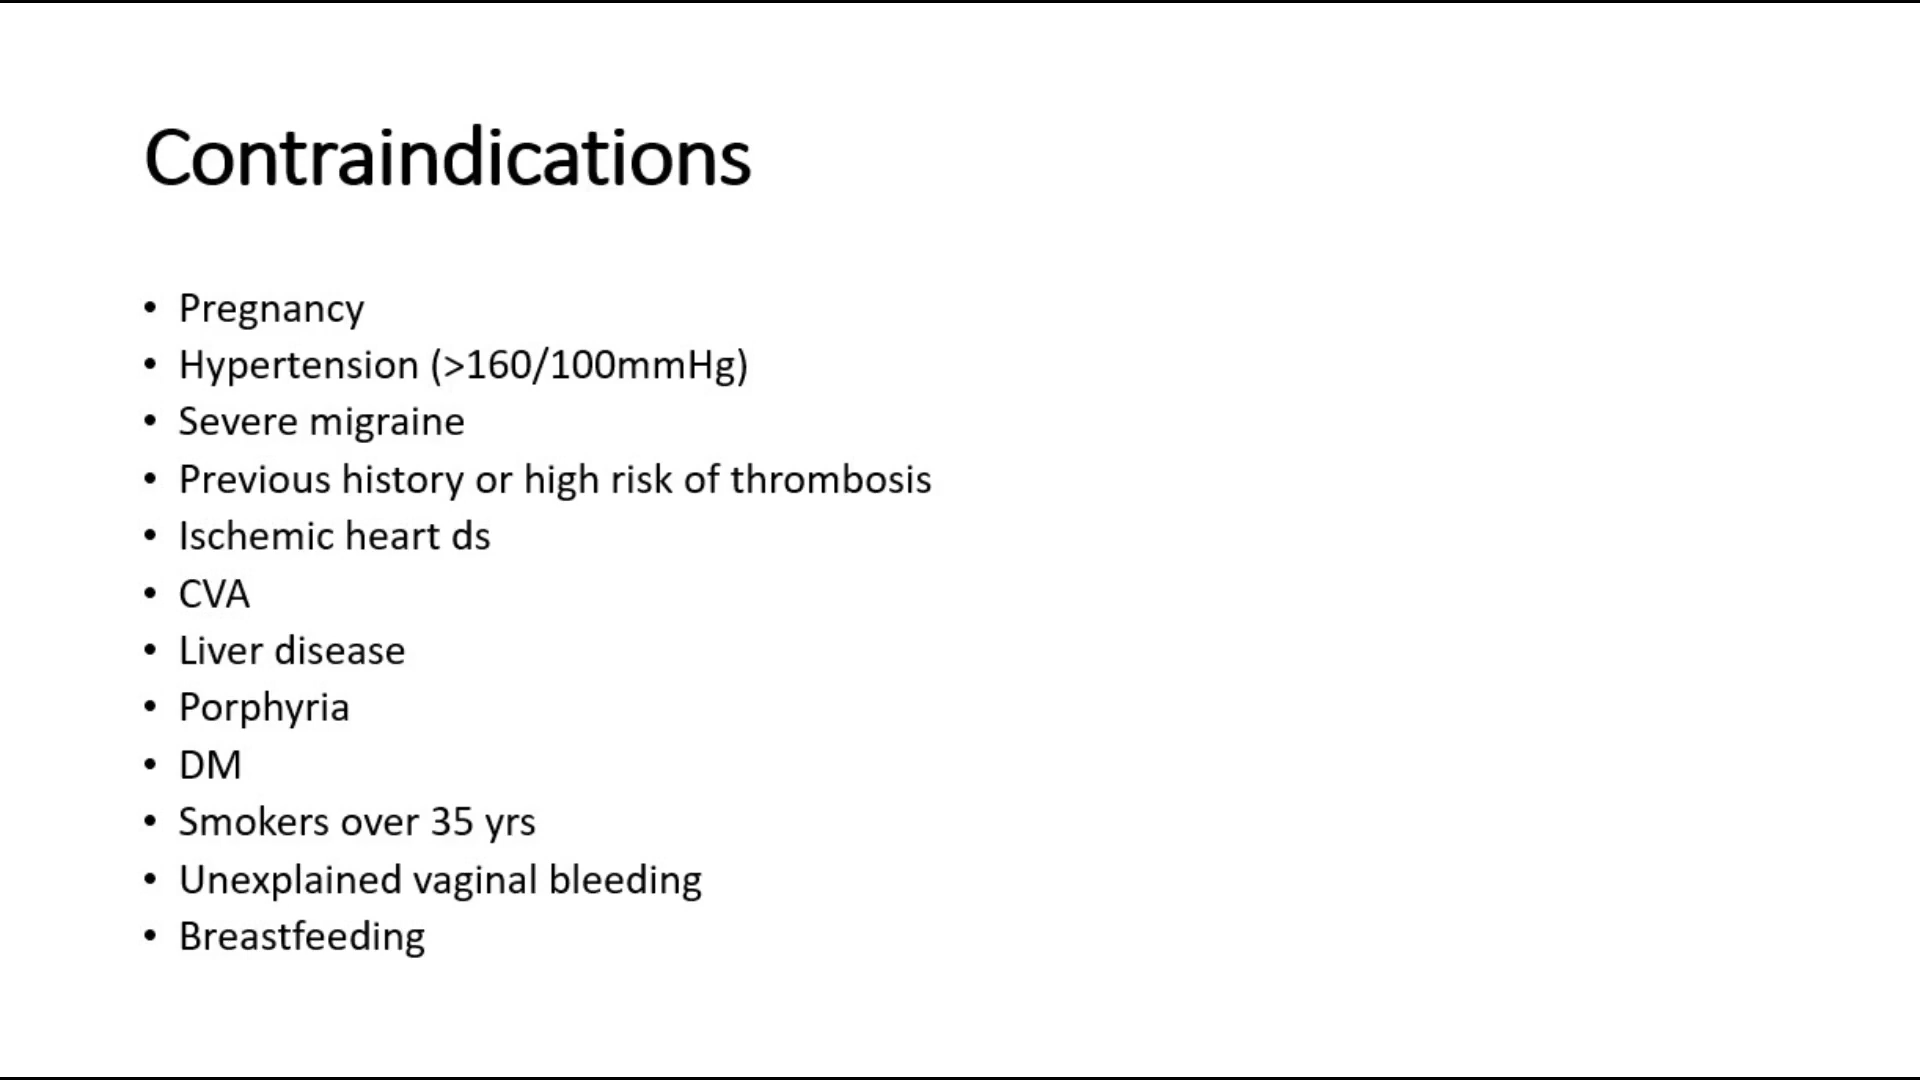 Contraindications
• Pregnancy
• Hypertension (>160/100mmHg)
• Severe migraine
• Previous history or high risk of thrombosis
• Ischemic heart ds
• CVA
• Liver disease
• Porphyria
• DM
• Smokers over 35 yrs
• Unexplained vaginal bleeding
• Breastfeeding